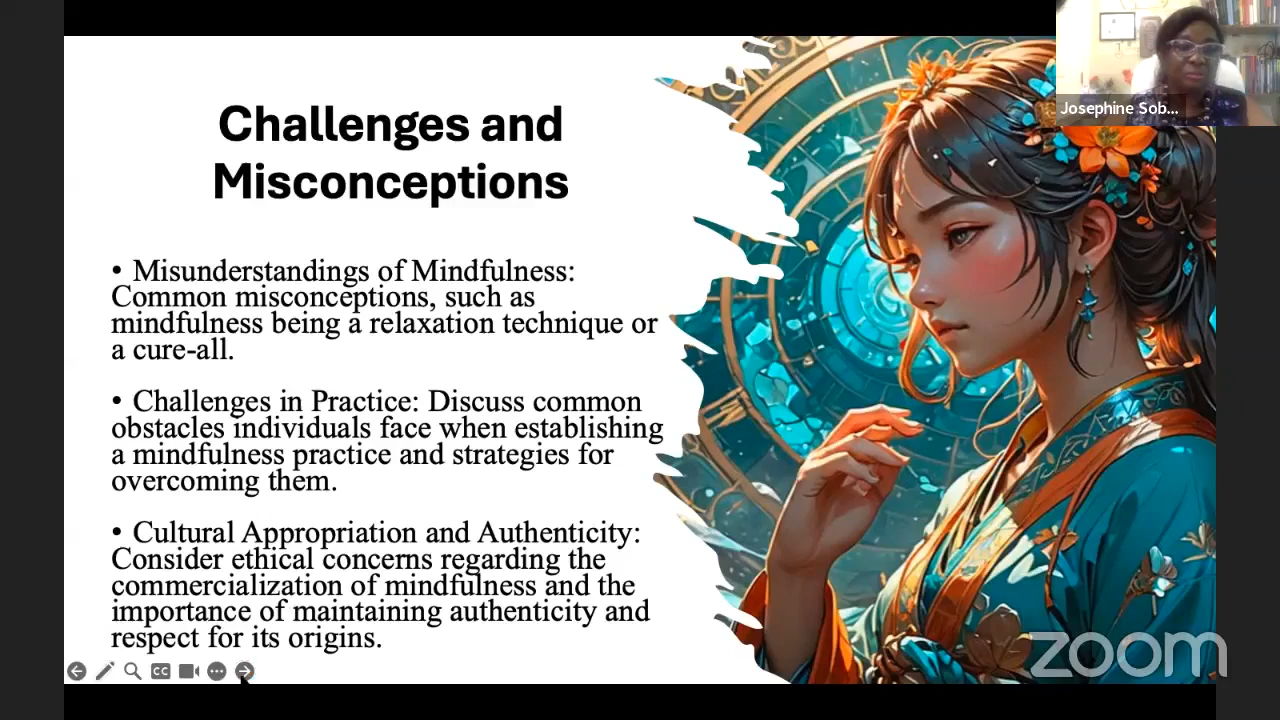 Challenges and
Misconceptions
• Misunderstandings of Mindfulness:
Common misconceptions, such as
mindfulness being a relaxation technique or
a cure-all.
• Challenges in Practice: Discuss common
obstacles individuals face when establishing
a mindfulness practice and strategies for
overcoming them.
• Cultural Appropriation and Authenticity:
Consider ethical concerns regarding the
commercialization of mindfulness and the
importance of maintaining authenticity and
respect for its origins.
Josephine Sob...
CC
zoom